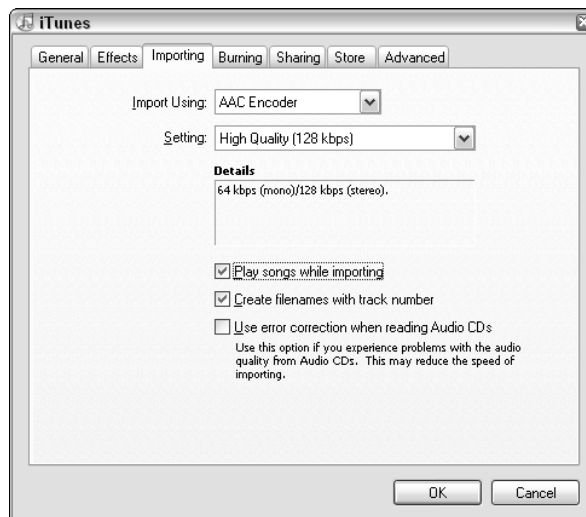 iTunes
General Effects Importing Burning Sharing Store Advanced
Import Using: AAC Encoder
Setting: High Quality (128 kbps)
Details
64 kbps (mono)/128 kbps (stereo).
Play songs while importing
Create filenames with track number
Use error correction when reading Audio CDs
Use this option if you experience problems with the audio
quality from Audio CDs. This may reduce the speed of
importing.
OK Cancel